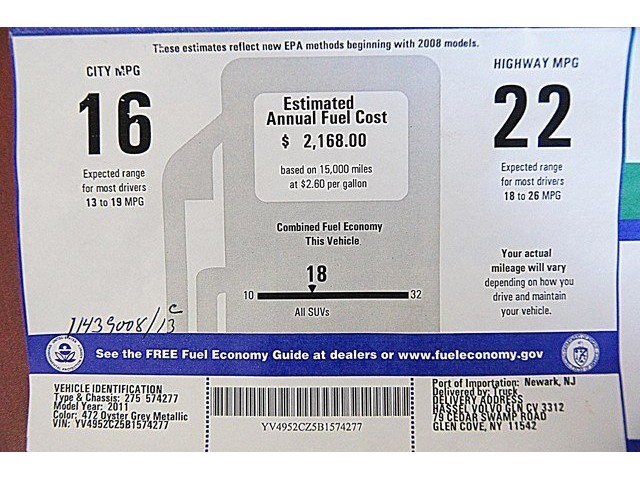 These estimates reflect new EPA methods beginning with 2008 models.
CITY MPG
16
Expected range
for most drivers
13 to 19 MPG
Estimated
Annual Fuel Cost
$ 2,168.00
based on 15,000 miles
at $2.60 per gallon
Combined Fuel Economy
This Vehicle
18
10 32
All SUVs
HIGHWAY MPG
22
Expected range
for most drivers
18 to 26 MPG
Your actual
mileage will vary
depending on how you
drive and maintain
your vehicle.
11439008/13 C
See the FREE Fuel Economy Guide at dealers or www.fueleconomy.gov
VEHICLE IDENTIFICATION
Type & Chassis: 275 574277
Model Year: 2011
Color: 472 Oyster Grey Metallic
VIN: YV4952CZ5B1574277
YV4952CZ5B1574277
Port of Importation: Newark, NJ
Delivered by: Truck
DELIVERY ADDRESS
HASSEL VOLVO GLN CV 3312
79 CEDAR SWAMP ROAD
GLEN COVE, NY 11542